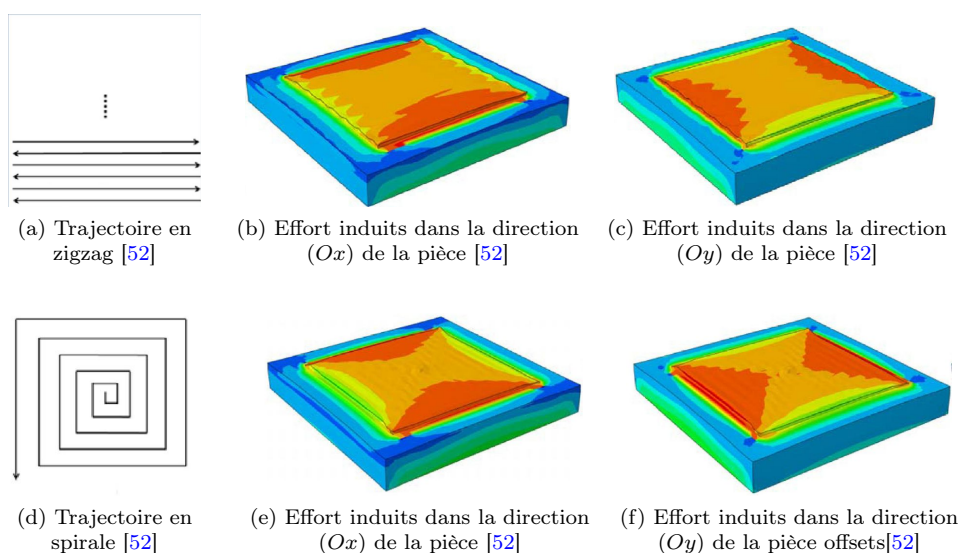 (a) Trajectoire en
zigzag [52]
(b) Effort induits dans la direction
(Ox) de la pièce [52]
(c) Effort induits dans la direction
(Oy) de la pièce [52]
(d) Trajectoire en
spirale [52]
(e) Effort induits dans la direction
(Ox) de la pièce [52]
(f) Effort induits dans la direction
(Oy) de la pièce offsets[52]